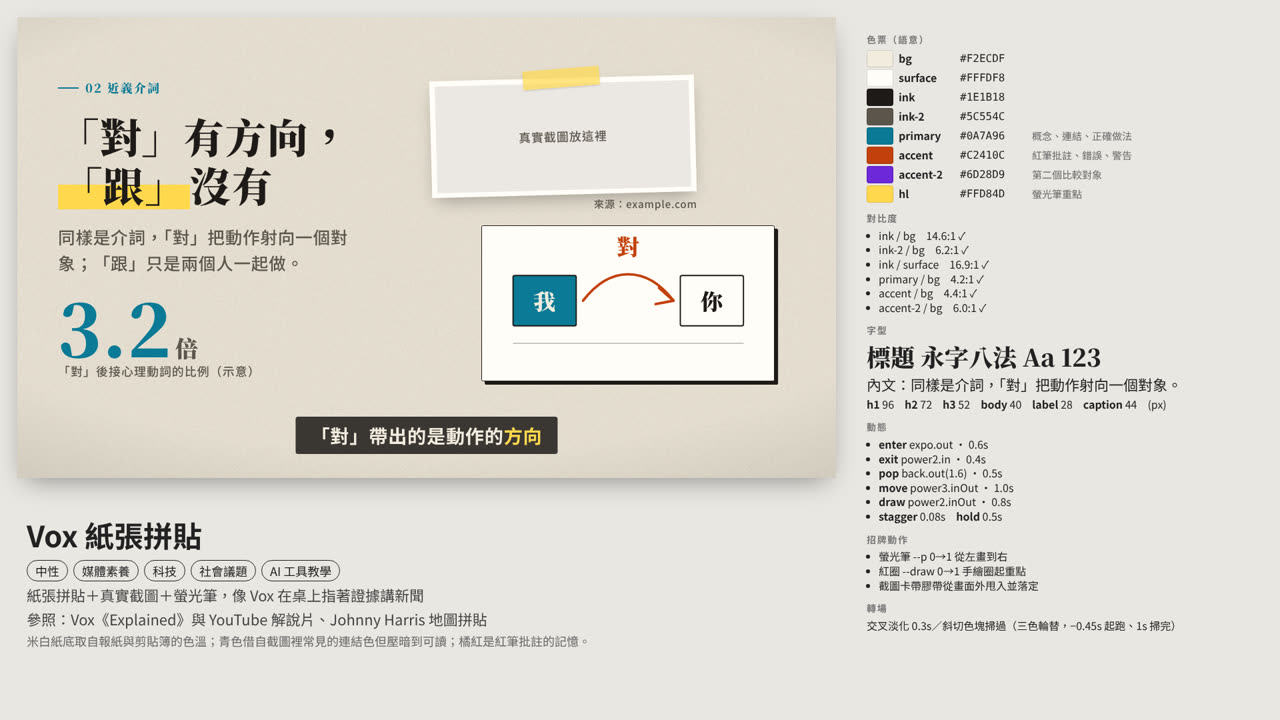 02 近義介詞
「對」有方向，
「跟」沒有
同樣是介詞，「對」把動作射向一個對
象；「跟」只是兩個人一起做。
3.2倍
「對」後接心理動詞的比例（示意）
真實截圖放這裡
來源：example.com
對
我
你
「對」帶出的是動作的方向
Vox 紙張拼貼
中性 媒體素養 科技 社會議題 AI 工具教學
紙張拼貼＋真實截圖＋螢光筆，像 Vox 在桌上指著證據講新聞
參照：Vox《Explained》與 YouTube 解說片、Johnny Harris 地圖拼貼
米白紙底取自報紙與剪貼簿的色溫；青色借自截圖裡常見的連結色但壓暗到可讀；橘紅是紅筆批註的記憶。
色票（語意）
bg #F2ECDF
surface #FFFDF8
ink #1E1B18
ink-2 #5C554C
primary #0A7A96 概念、連結、正確做法
accent #C2410C 紅筆批註、錯誤、警告
accent-2 #6D28D9 第二個比較對象
hl #FFD84D 螢光筆重點
對比度
• ink / bg 14.6:1 ✓
• ink-2 / bg 6.2:1 ✓
• ink / surface 16.9:1 ✓
• primary / bg 4.2:1 ✓
• accent / bg 4.4:1 ✓
• accent-2 / bg 6.0:1 ✓
字型
標題 永字八法 Aa 123
內文：同樣是介詞，「對」把動作射向一個對象。
h1 96 h2 72 h3 52 body 40 label 28 caption 44 (px)
動態
• enter expo.out · 0.6s
• exit power2.in · 0.4s
• pop back.out(1.6) · 0.5s
• move power3.inOut · 1.0s
• draw power2.inOut · 0.8s
• stagger 0.08s hold 0.5s
招牌動作
• 螢光筆 --p 0→1 從左畫到右
• 紅圈 --draw 0→1 手繪圈起重點
• 截圖卡帶膠帶從畫面外甩入並落定
轉場
交叉淡化 0.3s／斜切色塊掃過（三色輪替，−0.45s 起跑、1s 掃完）